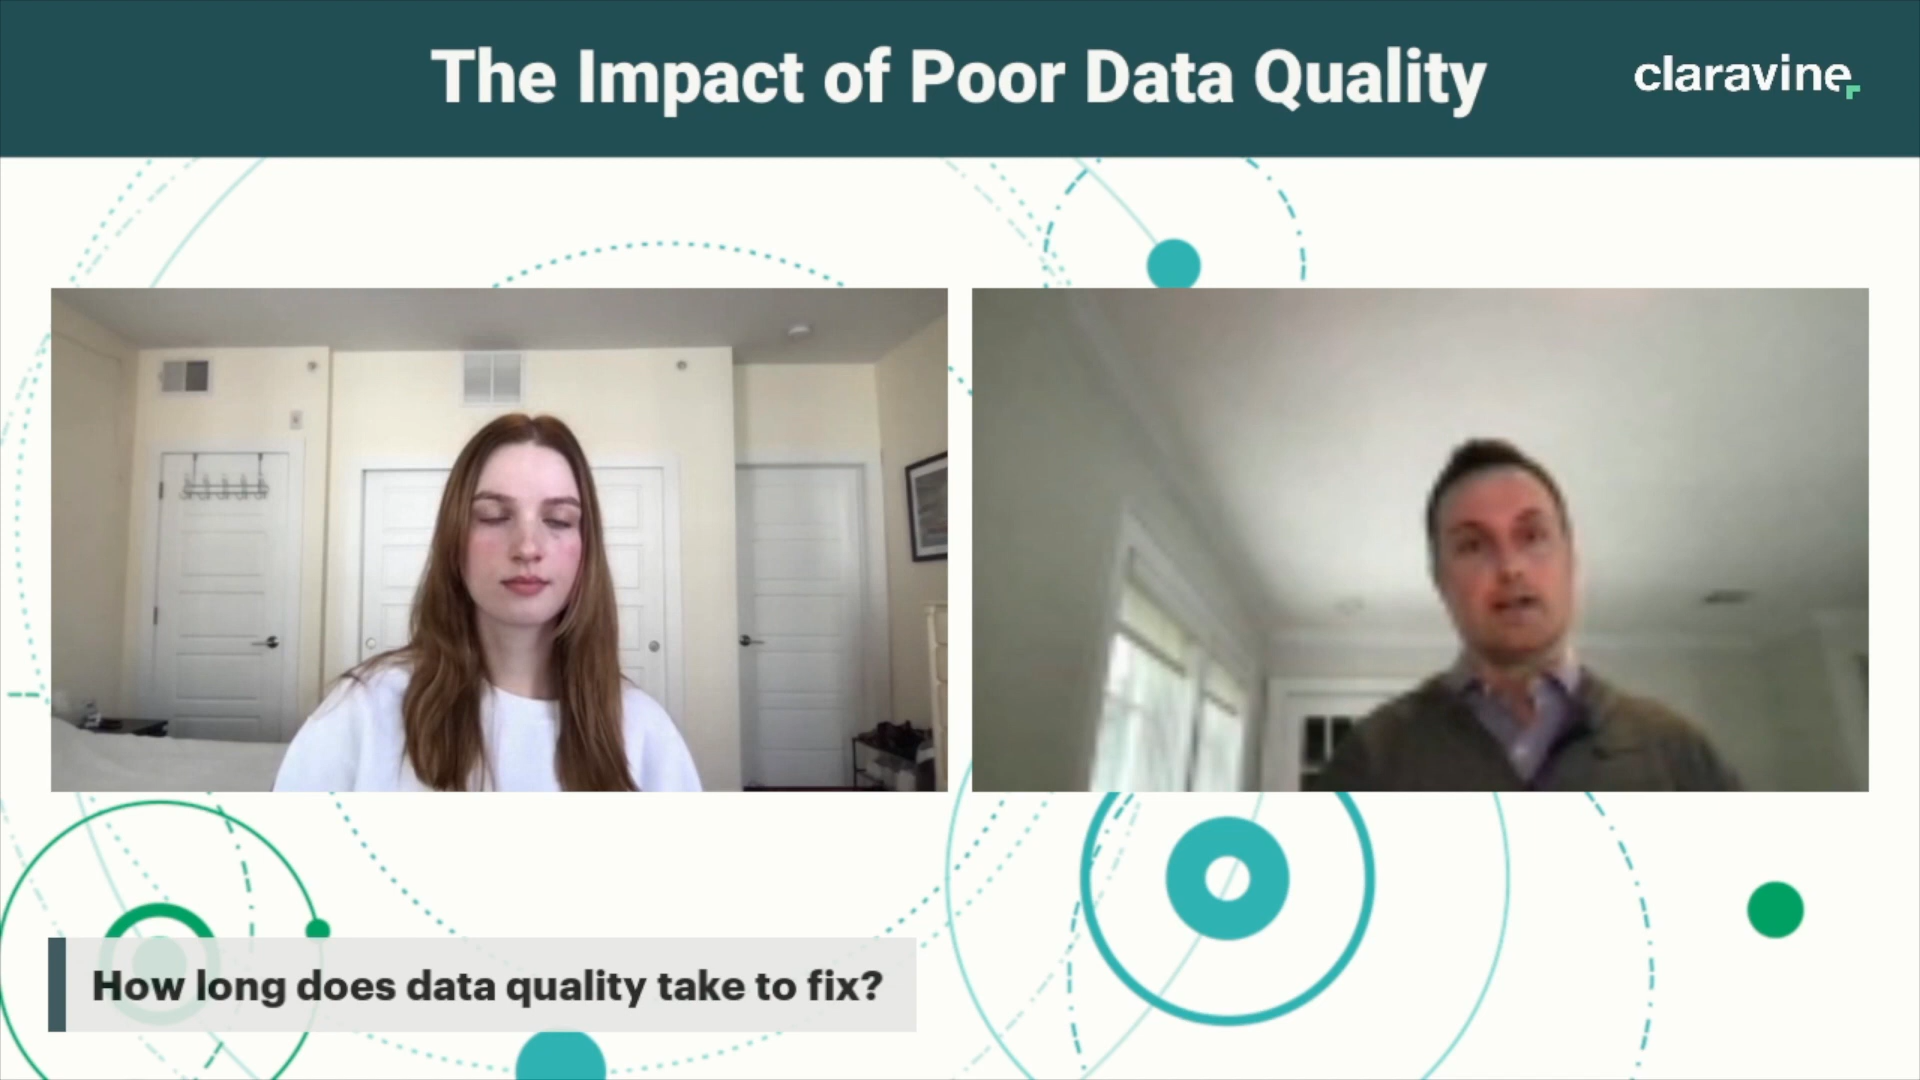 The Impact of Poor Data Quality
claravine
How long does data quality take to fix?